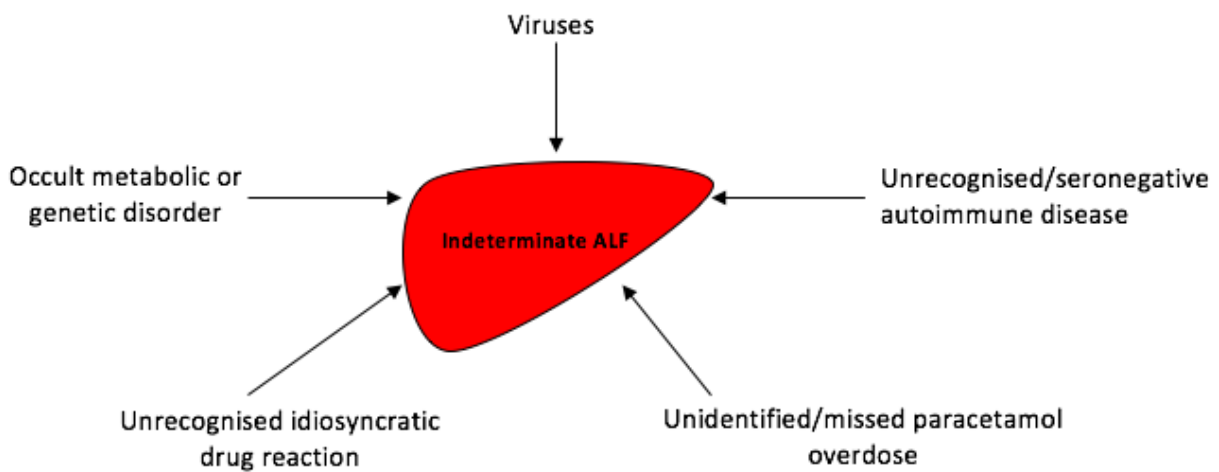 Viruses
Occult metabolic or
genetic disorder
Unrecognised/seronegative
autoimmune disease
Indeterminate ALF
Unrecognised idiosyncratic
drug reaction
Unidentified/missed paracetamol
overdose